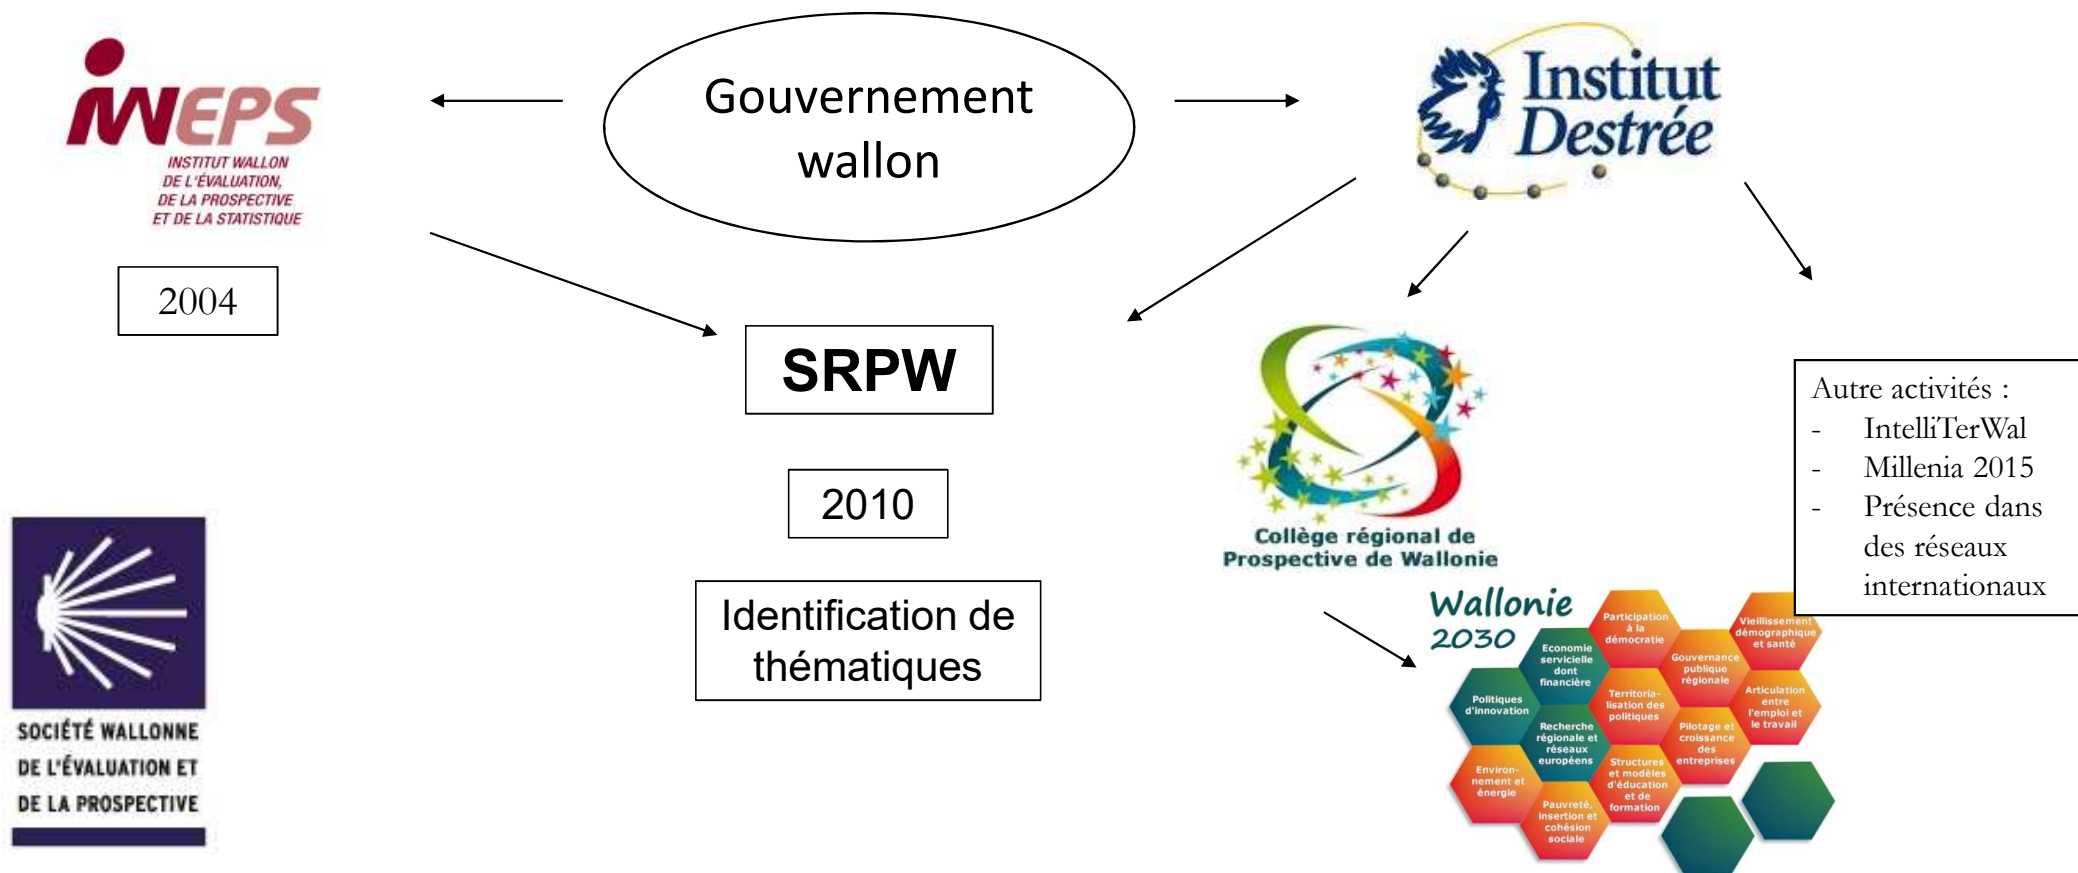 iWEPS
INSTITUT WALLON
DE L'ÉVALUATION,
DE LA PROSPECTIVE
ET DE LA STATISTIQUE
2004
Gouvernement
wallon
Institut
Destrée
SRPW
2010
Identification de
thématiques
SOCIÉTÉ WALLONNE
DE L'ÉVALUATION ET
DE LA PROSPECTIVE
Collège régional de
Prospective de Wallonie
Autre activités :
- IntelliTerWal
- Millenia 2015
- Présence dans
des réseaux
internationaux
Wallonie
2030
Participation
à la
démocratie
Vieillissement
démographique
et santé
Economie
servicielle
dont
financière
Gouvernance
publique
régionale
Politiques
d'innovation
Territoria-
lisation des
politiques
Articulation
entre
l'emploi et
le travail
Recherche
régionale et
réseaux
européens
Pilotage et
croissance
des
entreprises
Environ-
nement et
énergie
Structures
et modèles
d'éducation
et de
formation
Pauvreté,
insertion et
cohésion
sociale